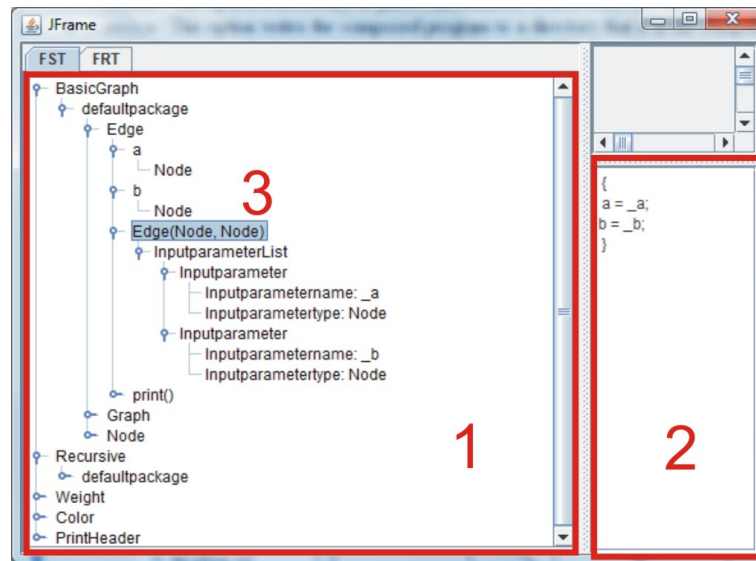 JFrame
FST FRT
BasicGraph
defaultpackage
Edge
a
Node
b
Node
3
Edge(Node, Node)
InputparameterList
Inputparameter
Inputparametername: _a
Inputparametertype: Node
Inputparameter
Inputparametername: _b
Inputparametertype: Node
print()
Graph
Node
1
Recursive
defaultpackage
Weight
Color
PrintHeader
{
a = _a;
b = _b;
}
2